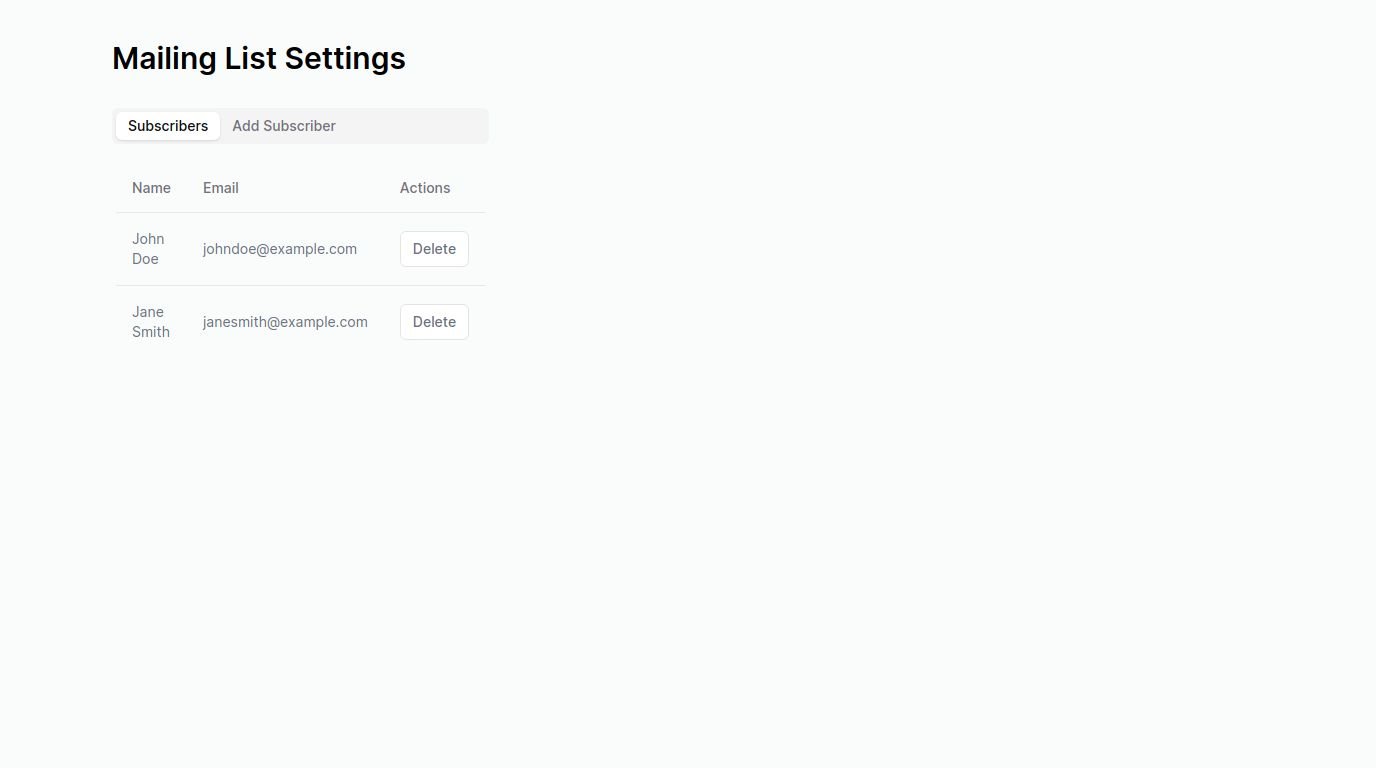 Mailing List Settings
Subscribers Add Subscriber
Name Email Actions
John
Doe
johndoe@example.com Delete
Jane
Smith
janesmith@example.com Delete